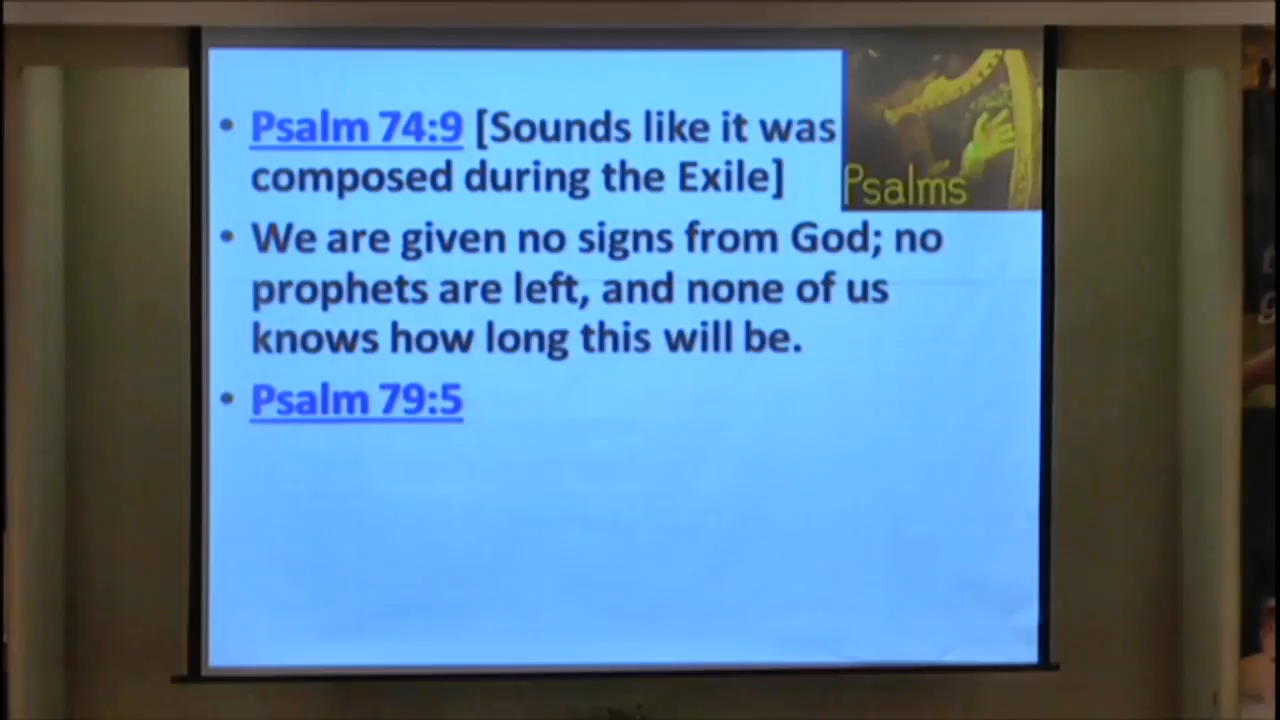 • Psalm 74:9 [Sounds like it was
composed during the Exile]
Psalms
• We are given no signs from God; no
prophets are left, and none of us
knows how long this will be.
• Psalm 79:5